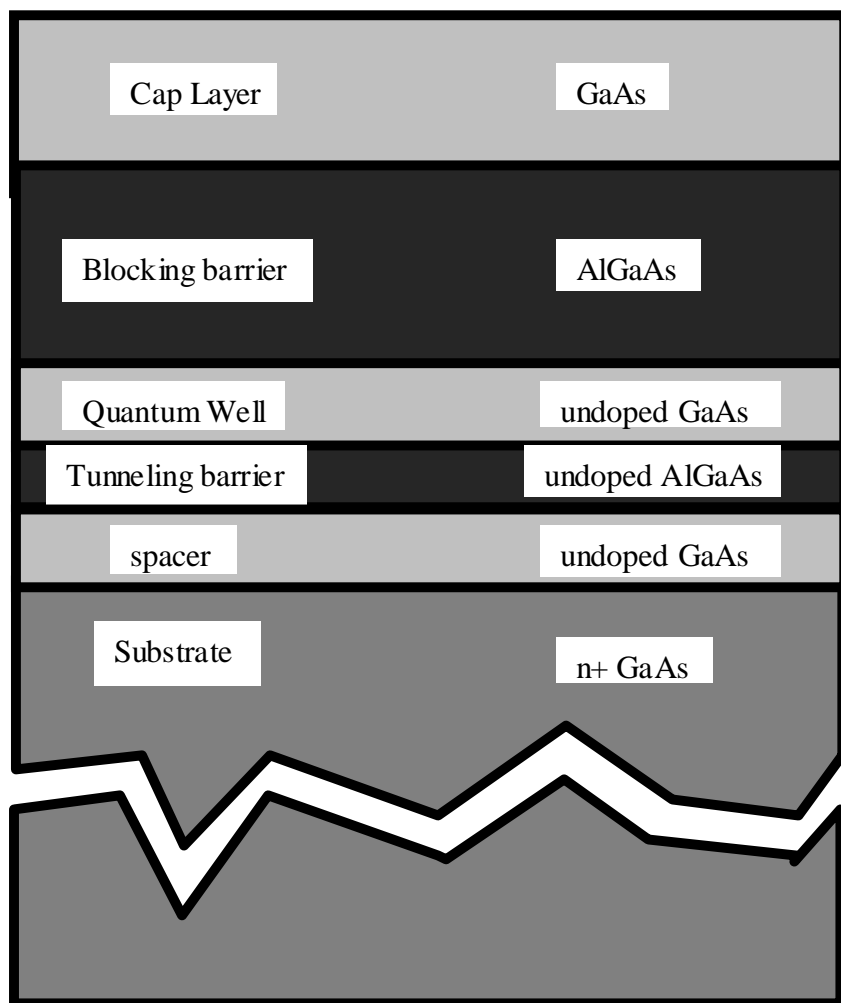 Cap Layer GaAs
Blocking barrier AlGaAs
Quantum Well undoped GaAs
Tunneling barrier undoped AlGaAs
spacer undoped GaAs
Substrate n+ GaAs